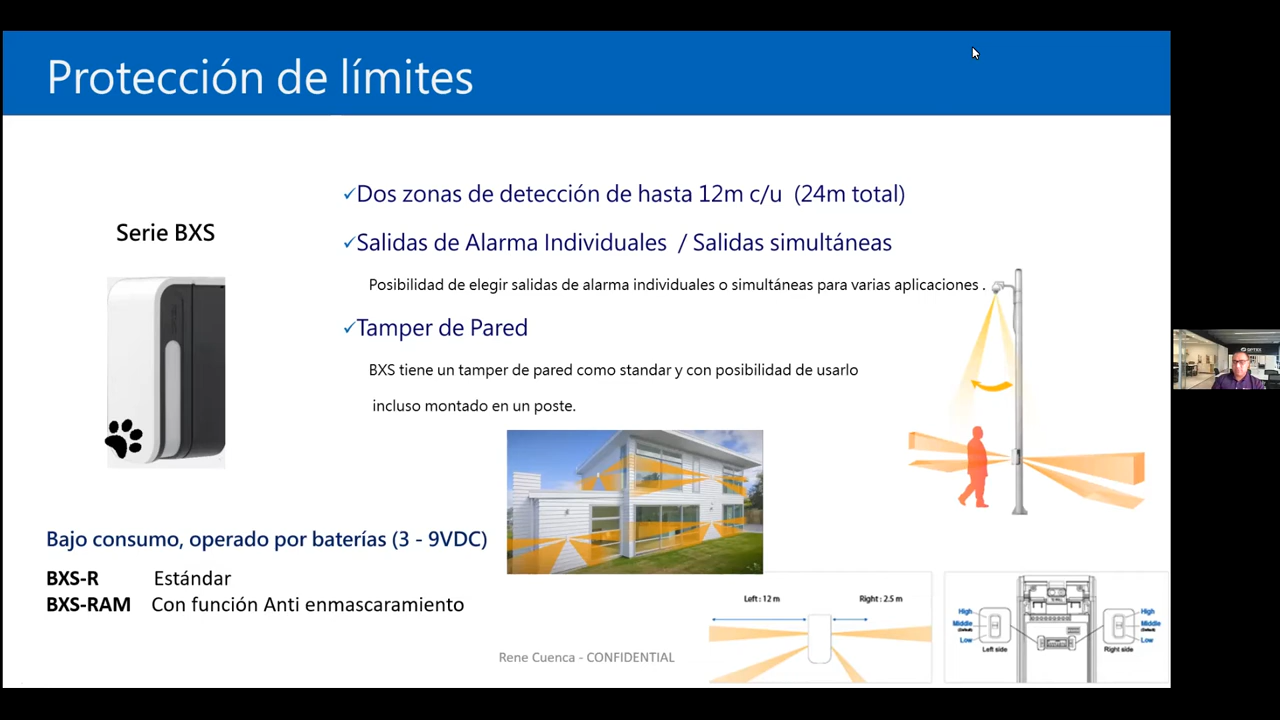 Protección de límites
✓Dos zonas de detección de hasta 12m c/u (24m total)
Serie BXS
✓Salidas de Alarma Individuales / Salidas simultáneas
Posibilidad de elegir salidas de alarma individuales o simultáneas para varias aplicaciones .
✓Tamper de Pared
BXS tiene un tamper de pared como standar y con posibilidad de usarlo
incluso montado en un poste.
OPTEX
Bajo consumo, operado por baterías (3 - 9VDC)
BXS-R Estándar
BXS-RAM Con función Anti enmascaramiento
Left : 12 m
Right : 2.5 m
High
Middle
(Default)
Low
Left side
High
Middle
(Default)
Low
Right side
Rene Cuenca - CONFIDENTIAL